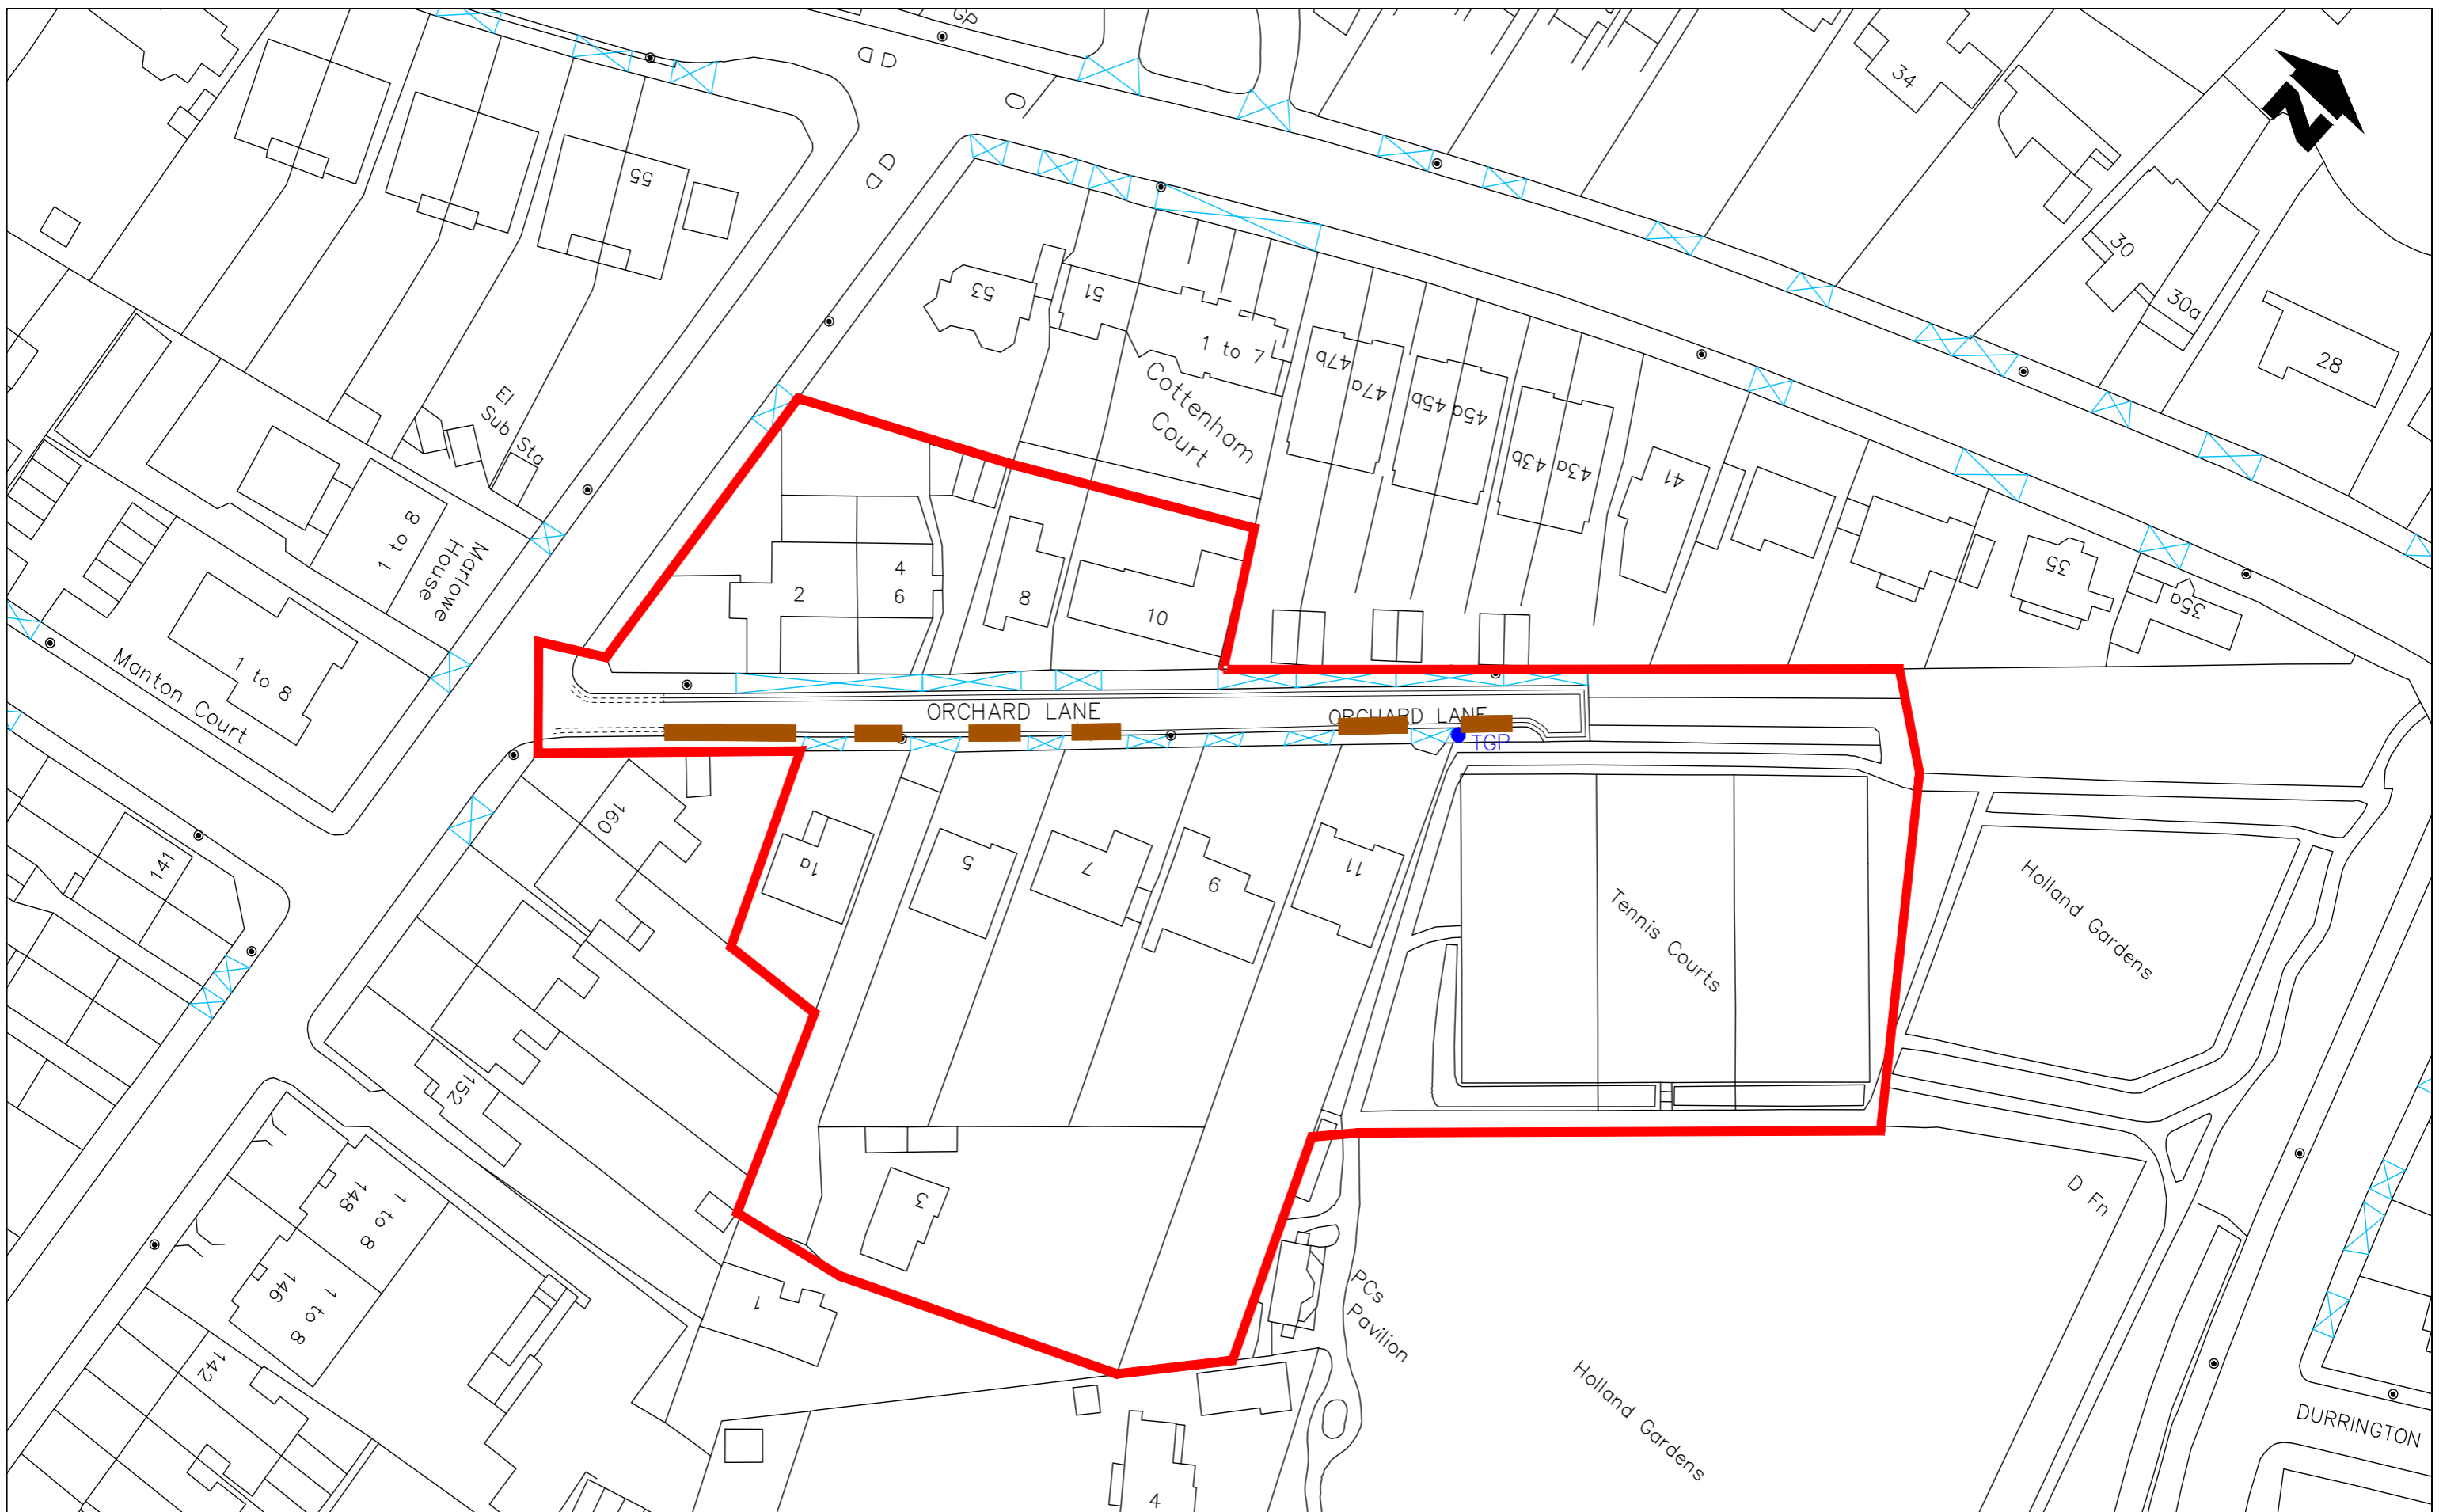 GP
34
55
30
30a
28
53
51
1 to 7
Cottenham
Court
47b
47a
45b
45a
43b
43a
41
35
35a
El
Sub Sta
1 to 8
Marlowe
House
2
4
6
8
10
1 to 8
Manton Court
ORCHARD LANE
ORCHARD LANE
TGP
141
160
1a
5
7
9
11
Tennis Courts
Holland Gardens
152
1 to 8
148
1 to 8
146
142
3
1
PCs
Pavilion
D Fn
Holland Gardens
DURRINGTON
4
N